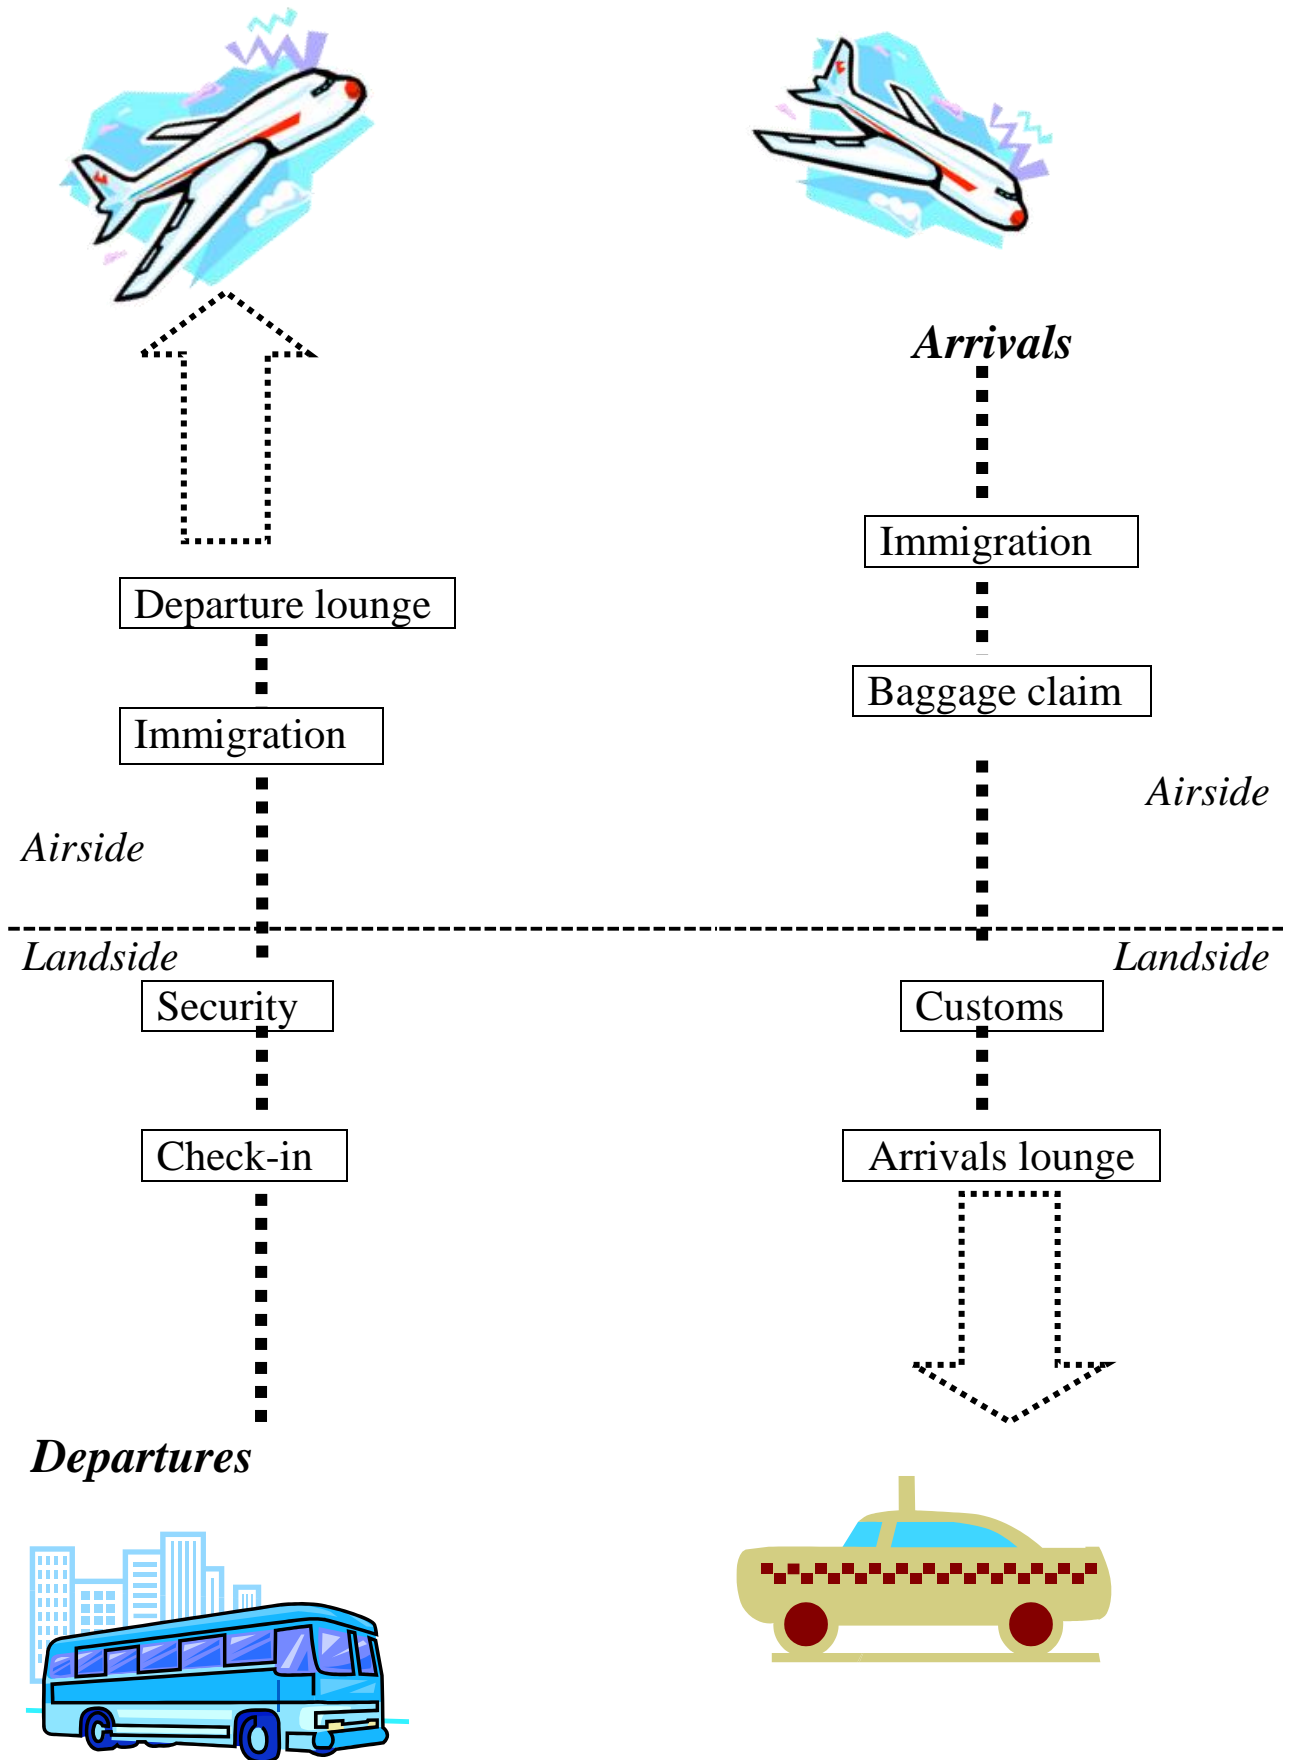 Arrivals
Immigration
Departure lounge
Baggage claim
Immigration
Airside
Airside
Landside
Landside
Security
Customs
Check-in
Arrivals lounge
Departures